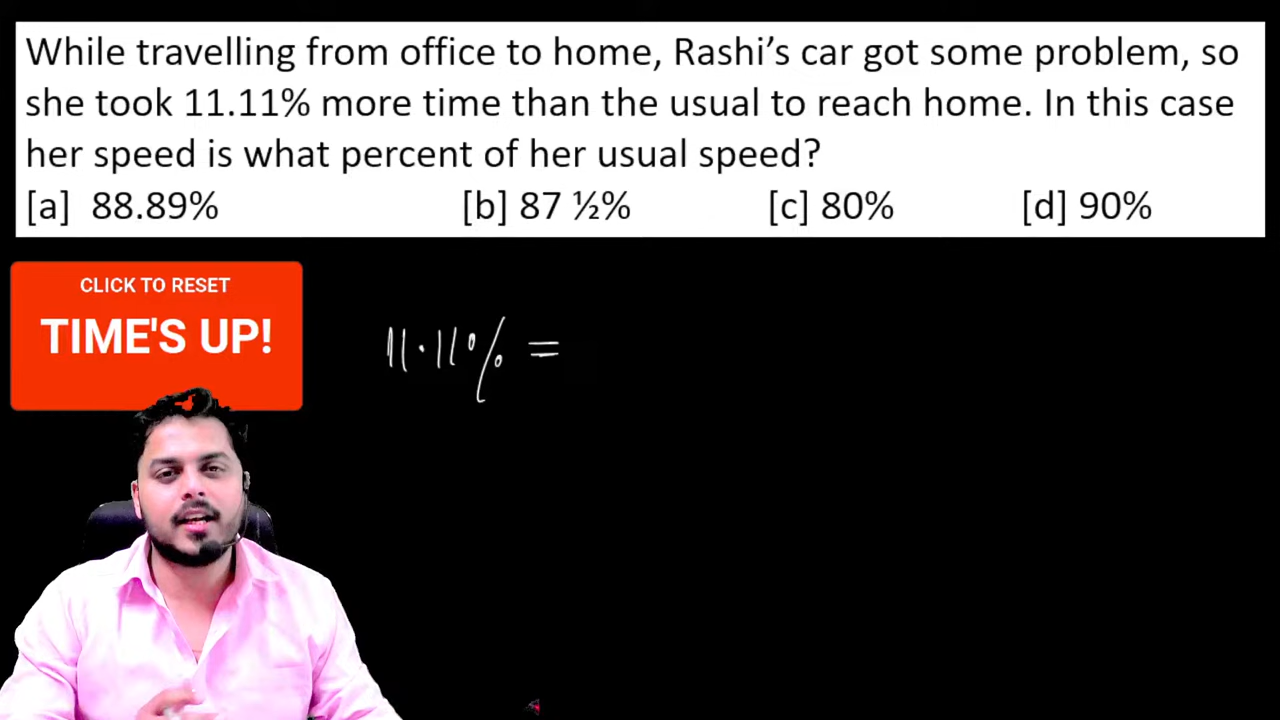 While travelling from office to home, Rashi’s car got some problem, so
she took 11.11% more time than the usual to reach home. In this case
her speed is what percent of her usual speed?
[a] 88.89% [b] 87 ½% [c] 80% [d] 90%
CLICK TO RESET
TIME'S UP!
11.11% =